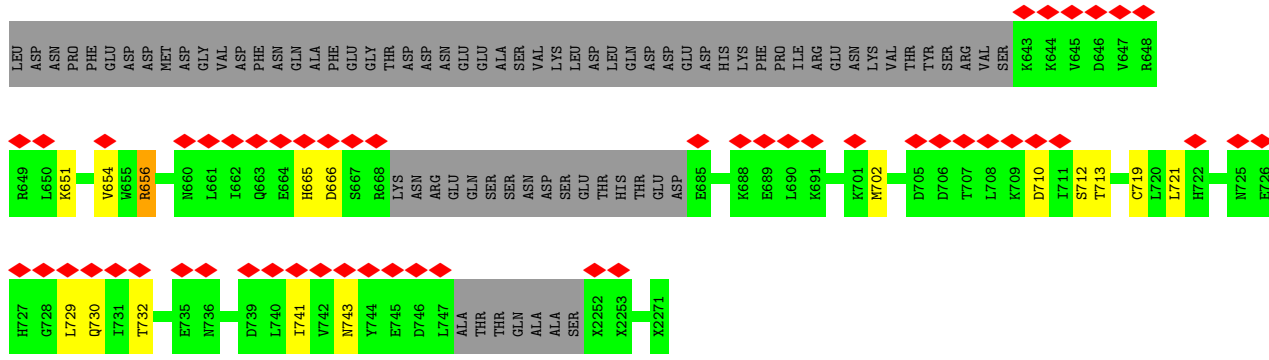 LEU ASP ASN PRO PHE GLU ASP ASP MET ASP GLY VAL ASP PHE ASN GLN ALA PHE GLU GLY THR ASP ASP ASN GLU GLU ALA SER VAL LYS LEU ASP LEU GLN ASP ASP GLU ASP HIS LYS PHE PRO ILE ARG GLU ASN LYS VAL THR TYR SER ARG VAL SER K643 K644 V645 D646 V647 R648
R649 L650 K651 V654 W655 R656 N660 L661 I662 Q663 E664 H665 D666 S667 R668 LYS ASN ARG GLU GLN SER SER ASN ASP SER GLU THR HIS THR GLU ASP E685 K688 E689 L690 K691 K701 M702 D705 D706 T707 L708 K709 D710 I711 S712 T713 C719 L720 L721 H722 N725 E726
H727 G728 L729 Q730 I731 T732 E735 N736 D739 L740 I741 V742 N743 Y744 E745 D746 L747 ALA THR THR GLN ALA ALA SER X2252 X2253 X2271